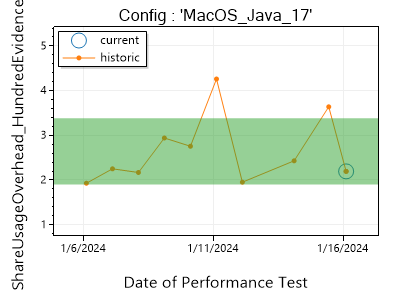 Config : 'MacOS_Java_17'
ShareUsageOverhead_HundredEvidence
current
historic
5
4
3
2
1
1/6/2024
1/11/2024
1/16/2024
Date of Performance Test